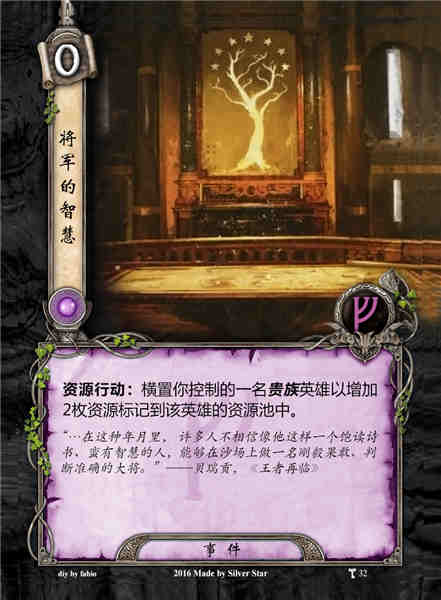 0
将军的智慧
资源行动：横置你控制的一名贵族英雄以增加
2枚资源标记到该英雄的资源池中。
“…在这种年月里， 许多人不相信像他这样一个饱读诗
书、蛮有智慧的人，能够在沙场上做一名刚毅果敢、判
断准确的大将。”——贝瑞贡，《王者再临》
事 件
diy by fabio
2016 Made by Silver Star
32